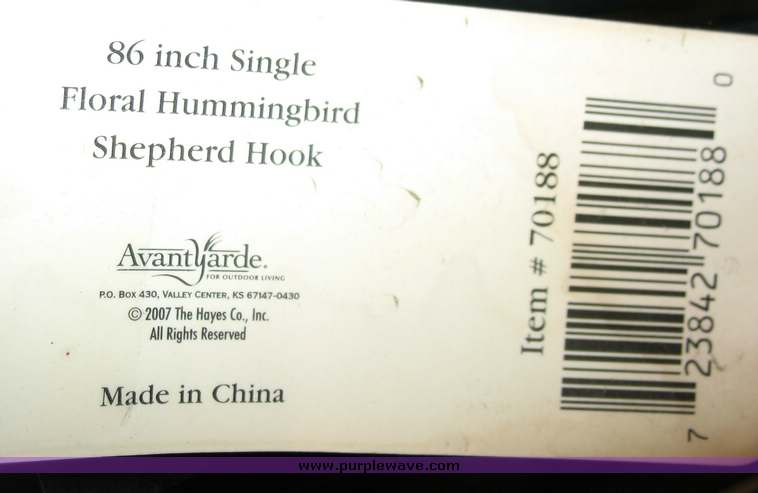 86 inch Single
Floral Hummingbird
Shepherd Hook
AvantYarde.
FOR OUTDOOR LIVING
P.O. BOX 430, VALLEY CENTER, KS 67147-0430
© 2007 The Hayes Co., Inc.
All Rights Reserved
Made in China
Item # 70188
7 23842 70188 0
www.purplewave.com